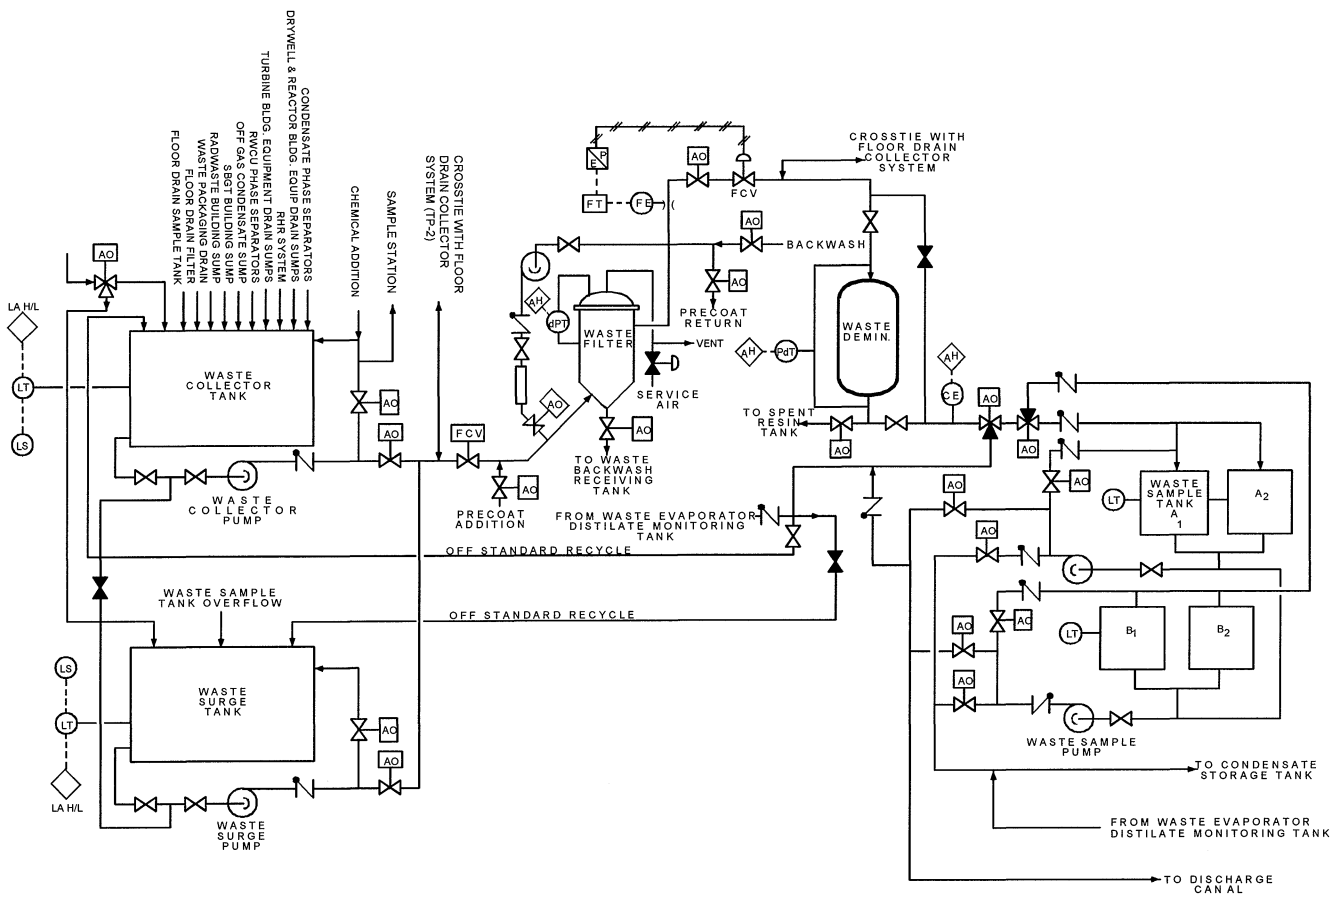 DRYWELL & REACTOR BLDG. EQUIP DRAIN SUMPS
TURBINE BLDG. EQUIPMENT DRAIN SUMPS
CONDENSATE PHASE SEPARATORS
RHR SYSTEM
RWCU PHASE SEPARATORS
OFF GAS CONDENSATE SUMP
SBGT BUILDING SUMP
RADWASTE BUILDING SUMP
WASTE PACKAGING DRAIN
FLOOR DRAIN FILTER
FLOOR DRAIN SAMPLE TANK
CHEMICAL ADDITION
SAMPLE STATION
CROSSTIE WITH FLOOR
DRAIN COLLECTOR
SYSTEM (TP-2)
AO
LA H/L
LT
LS
WASTE
COLLECTOR
TANK
AO
AO
WASTE
COLLECTOR
PUMP
FCV
AO
PRECOAT
ADDITION
E P
FT
FE
AO
FCV
CROSSTIE WITH
FLOOR DRAIN
COLLECTOR
SYSTEM
AO
BACKWASH
AO
PRECOAT
RETURN
AH
dPT
WASTE
FILTER
VENT
SERVICE
AIR
AO
AO
TO WASTE
BACKWASH
RECEIVING
TANK
WASTE
DEMIN.
AH
PdT
AH
CE
TO SPENT
RESIN
TANK
AO
AO
AO
FROM WASTE EVAPORATOR
DISTILATE MONITORING
TANK
OFF STANDARD RECYCLE
OFF STANDARD RECYCLE
AO
AO
LT
WASTE
SAMPLE
TANK
A
1
A2
AO
AO
AO
AO
LT
B1
B2
WASTE SAMPLE
PUMP
WASTE SAMPLE
TANK OVERFLOW
LS
LT
LA H/L
WASTE
SURGE
TANK
AO
AO
WASTE
SURGE
PUMP
TO CONDENSATE
STORAGE TANK
FROM WASTE EVAPORATOR
DISTILATE MONITORING TANK
TO DISCHARGE
CANAL